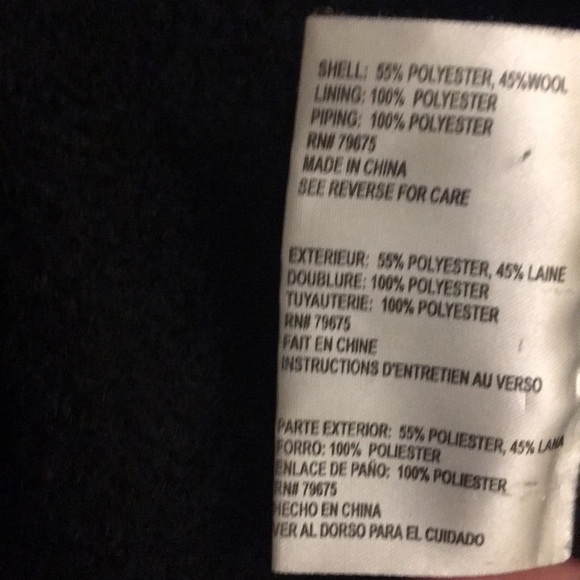 SHELL: 55% POLYESTER, 45%WOOL
LINING: 100% POLYESTER
PIPING: 100% POLYESTER
RN# 79675
MADE IN CHINA
SEE REVERSE FOR CARE
EXTERIEUR: 55% POLYESTER, 45% LAINE
DOUBLURE: 100% POLYESTER
TUYAUTERIE: 100% POLYESTER
RN# 79675
FAIT EN CHINE
INSTRUCTIONS D'ENTRETIEN AU VERSO
PARTE EXTERIOR: 55% POLIESTER, 45% LANA
FORRO: 100% POLIESTER
ENLACE DE PAÑO: 100% POLIESTER
RN# 79675
HECHO EN CHINA
VER AL DORSO PARA EL CUIDADO